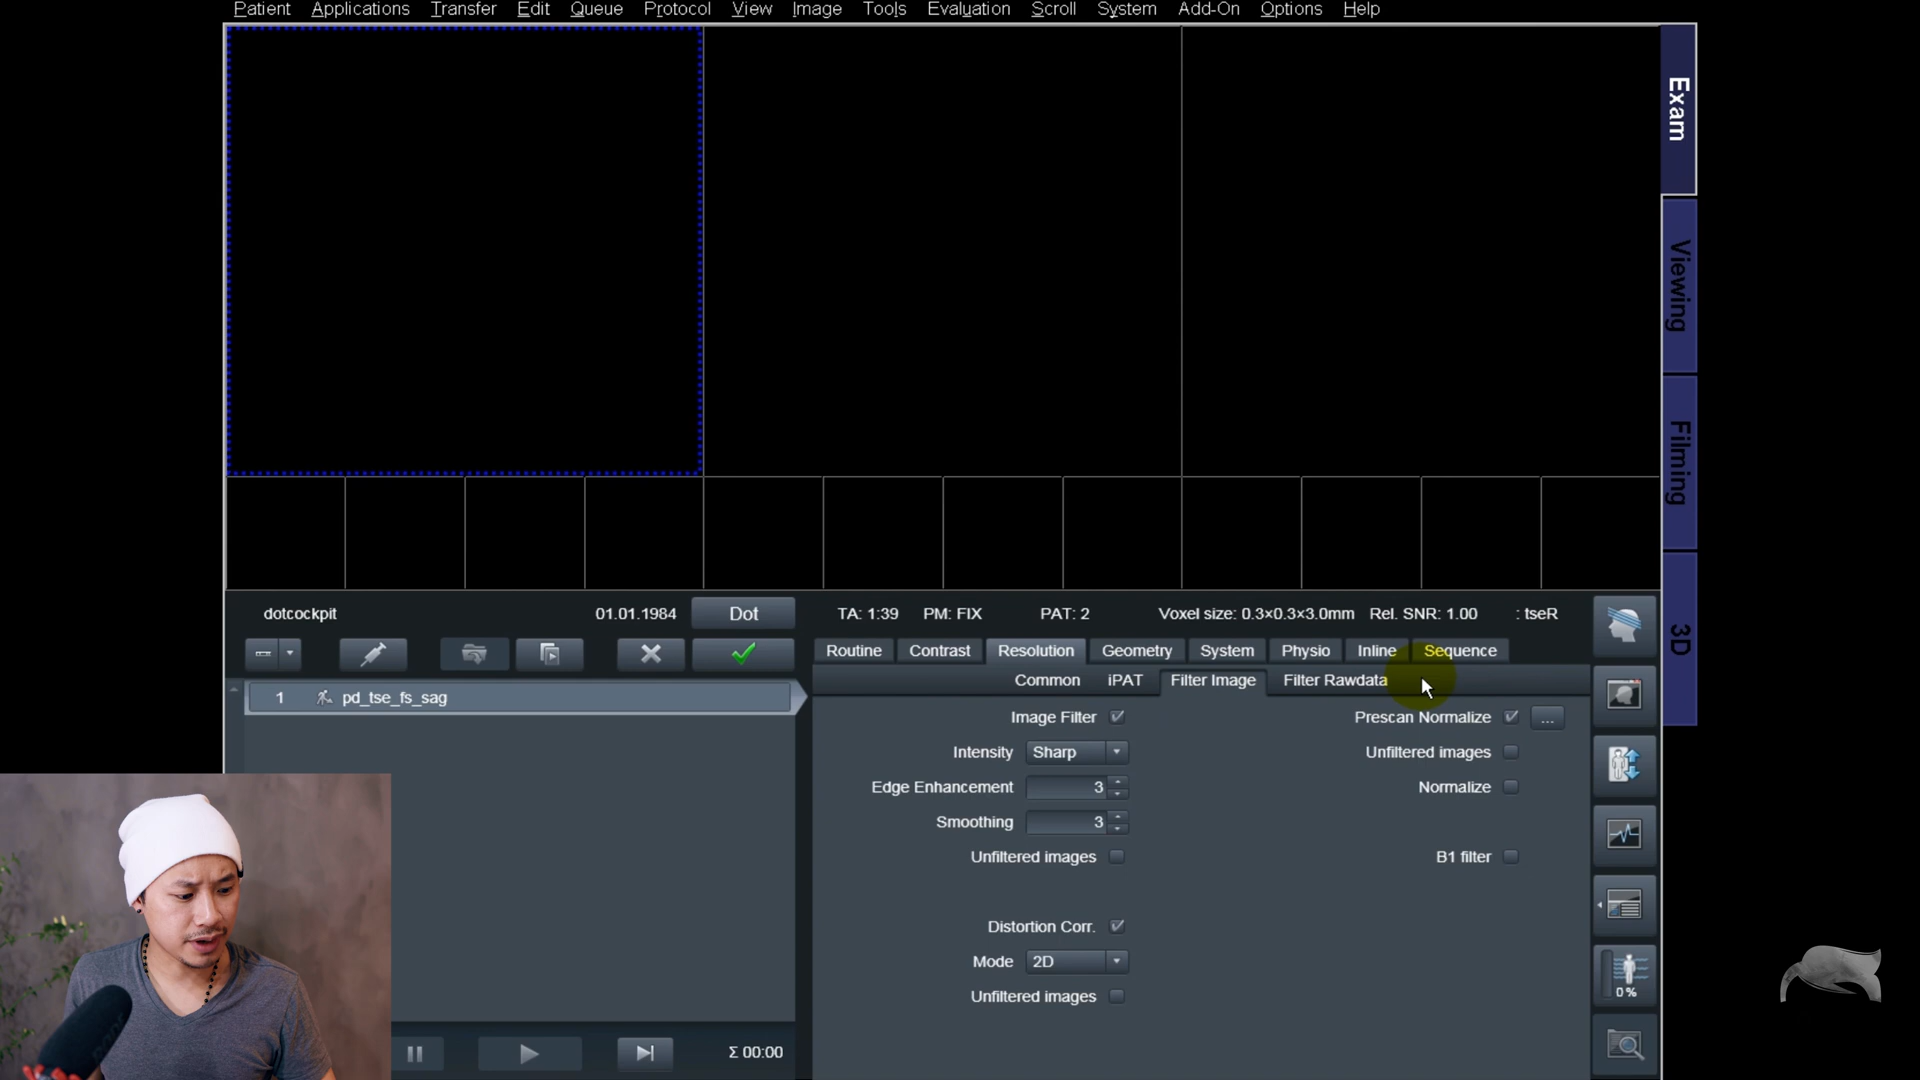 Patient Applications Transfer Edit Queue Protocol View Image Tools Evaluation Scroll System Add-On Options Help
Exam
Viewing
Filming
3D
dotcockpit 01.01.1984 Dot TA: 1:39 PM: FIX PAT: 2 Voxel size: 0.3×0.3×3.0mm Rel. SNR: 1.00 : tseR
Routine Contrast Resolution Geometry System Physio Inline Sequence
Common iPAT Filter Image Filter Rawdata
1 pd_tse_fs_sag
Image Filter Prescan Normalize ...
Intensity Sharp Unfiltered images
Edge Enhancement 3 Normalize
Smoothing 3
Unfiltered images B1 filter
Distortion Corr.
Mode 2D
Unfiltered images
0 %
Σ 00:00